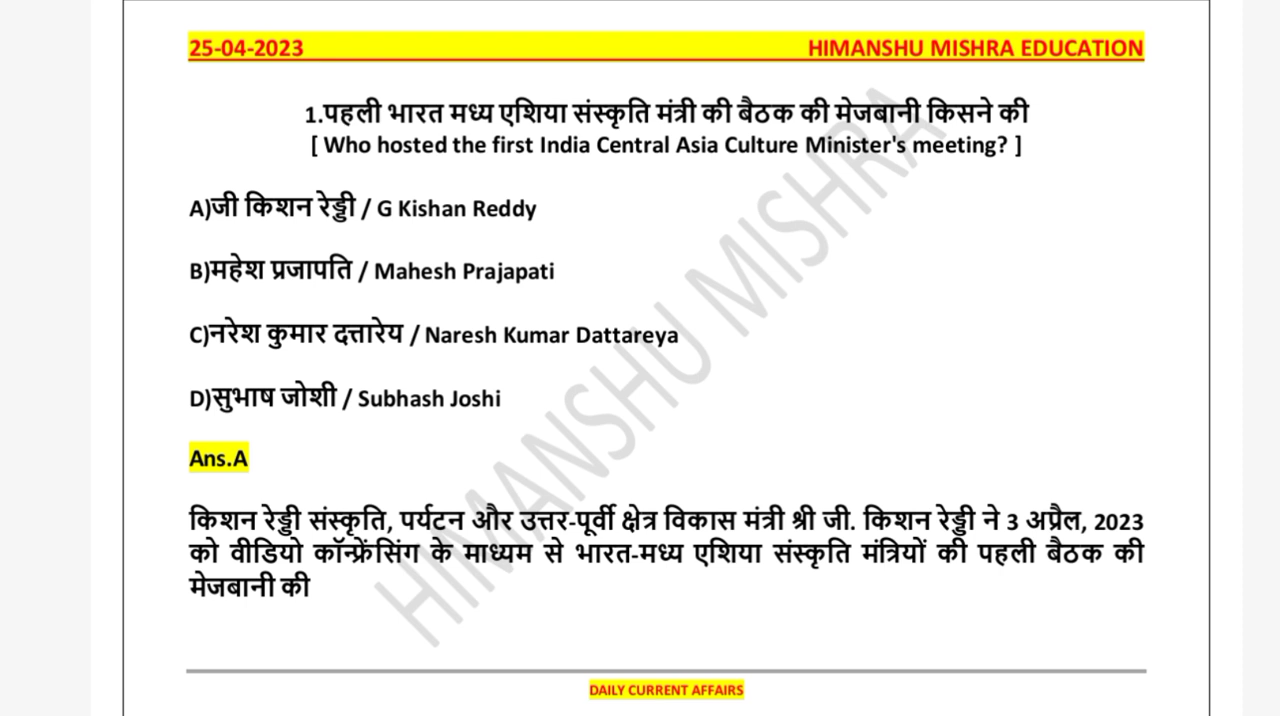 25-04-2023 HIMANSHU MISHRA EDUCATION
1.पहली भारत मध्य एशिया संस्कृति मंत्री की बैठक की मेजबानी किसने की
[ Who hosted the first India Central Asia Culture Minister's meeting? ]
A)जी किशन रेड्डी / G Kishan Reddy
B)महेश प्रजापति / Mahesh Prajapati
C)नरेश कुमार दत्तारेय / Naresh Kumar Dattareya
D)सुभाष जोशी / Subhash Joshi
Ans.A
किशन रेड्डी संस्कृति, पर्यटन और उत्तर-पूर्वी क्षेत्र विकास मंत्री श्री जी. किशन रेड्डी ने 3 अप्रैल, 2023
को वीडियो कॉन्फ्रेंसिंग के माध्यम से भारत-मध्य एशिया संस्कृति मंत्रियों की पहली बैठक की
मेजबानी की
HIMANSHU MISHRA
DAILY CURRENT AFFAIRS